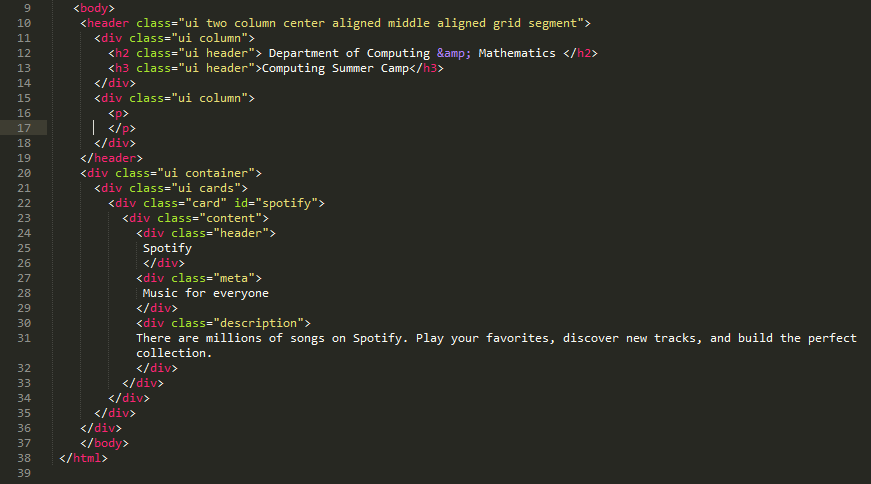 9 <body>
10 <header class="ui two column center aligned middle aligned grid segment">
11 <div class="ui column">
12 <h2 class="ui header"> Department of Computing &amp; Mathematics </h2>
13 <h3 class="ui header">Computing Summer Camp</h3>
14 </div>
15 <div class="ui column">
16 <p>
17 </p>
18 </div>
19 </header>
20 <div class="ui container">
21 <div class="ui cards">
22 <div class="card" id="spotify">
23 <div class="content">
24 <div class="header">
25 Spotify
26 </div>
27 <div class="meta">
28 Music for everyone
29 </div>
30 <div class="description">
31 There are millions of songs on Spotify. Play your favorites, discover new tracks, and build the perfect
collection.
32 </div>
33 </div>
34 </div>
35 </div>
36 </div>
37 </body>
38 </html>
39